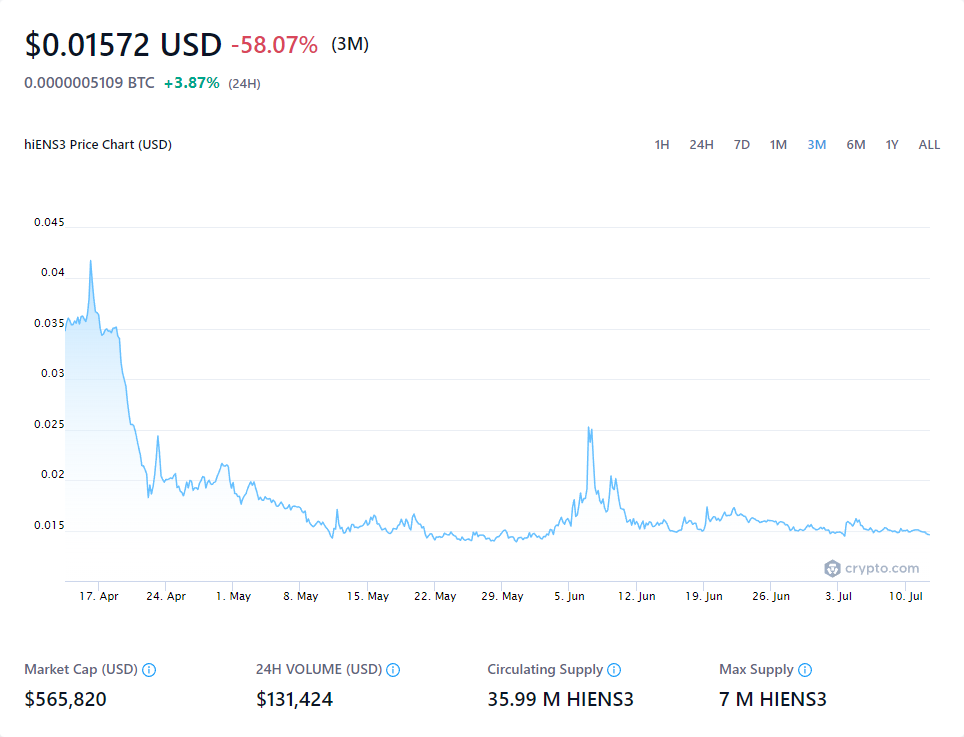 $0.01572 USD -58.07% (3M)
0.0000005109 BTC +3.87% (24H)
hiENS3 Price Chart (USD) 1H 24H 7D 1M 3M 6M 1Y ALL
0.045
0.04
0.035
0.03
0.025
0.02
0.015
crypto.com
17. Apr 24. Apr 1. May 8. May 15. May 22. May 29. May 5. Jun 12. Jun 19. Jun 26. Jun 3. Jul 10. Jul
Market Cap (USD) 24H VOLUME (USD) Circulating Supply Max Supply
$565,820 $131,424 35.99 M HIENS3 7 M HIENS3